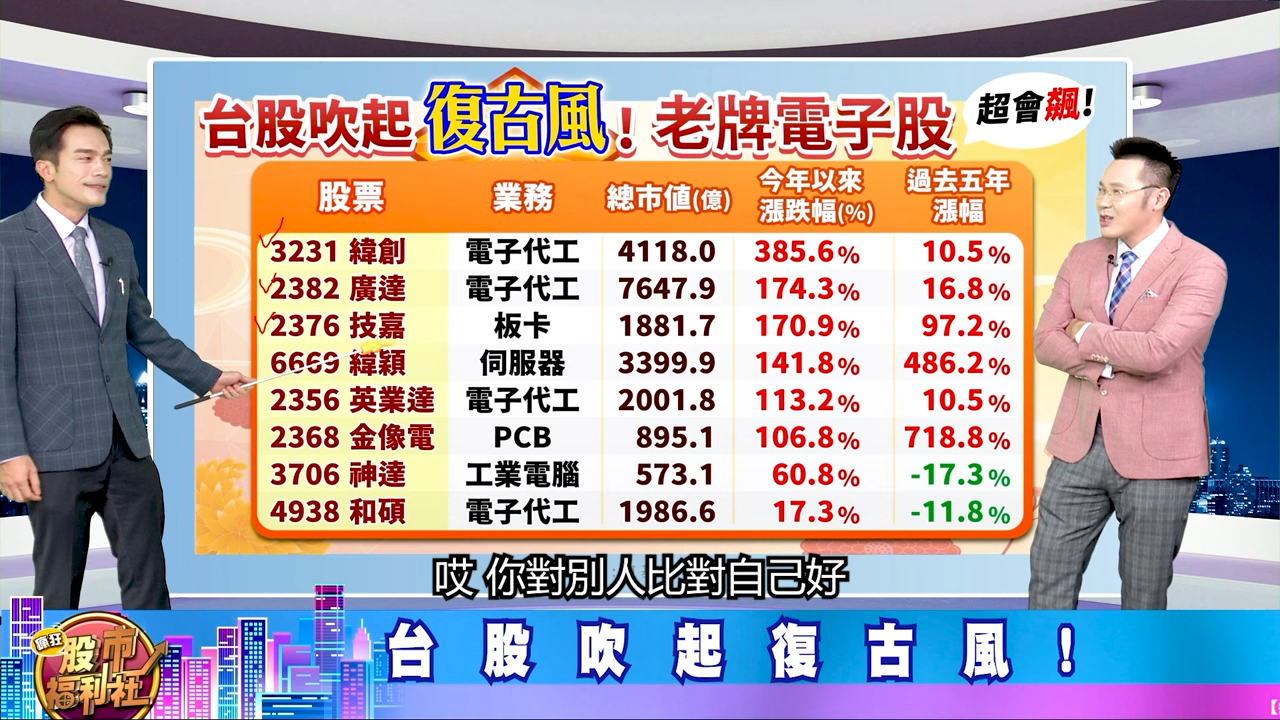 台股吹起復古風！老牌電子股
超會飆！
股票 業務 總市值(億) 今年以來漲跌幅(%) 過去五年漲幅
3231 緯創 電子代工 4118.0 385.6% 10.5%
2382 廣達 電子代工 7647.9 174.3% 16.8%
2376 技嘉 板卡 1881.7 170.9% 97.2%
6669 緯穎 伺服器 3399.9 141.8% 486.2%
2356 英業達 電子代工 2001.8 113.2% 10.5%
2368 金像電 PCB 895.1 106.8% 718.8%
3706 神達 工業電腦 573.1 60.8% -17.3%
4938 和碩 電子代工 1986.6 17.3% -11.8%
哎 你對別人比對自己好
台股吹起復古風！
瘋狂
股市
福利社